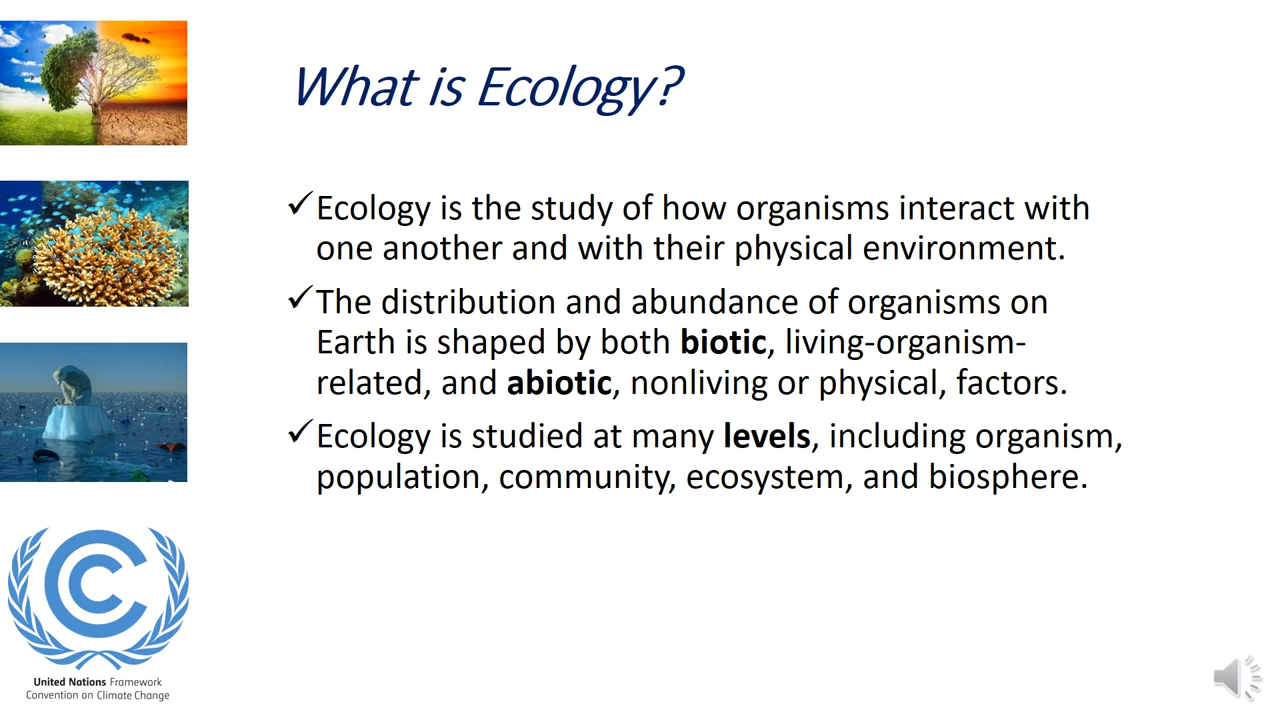 What is Ecology?
✓Ecology is the study of how organisms interact with
one another and with their physical environment.
✓The distribution and abundance of organisms on
Earth is shaped by both biotic, living-organism-
related, and abiotic, nonliving or physical, factors.
✓Ecology is studied at many levels, including organism,
population, community, ecosystem, and biosphere.
United Nations Framework
Convention on Climate Change